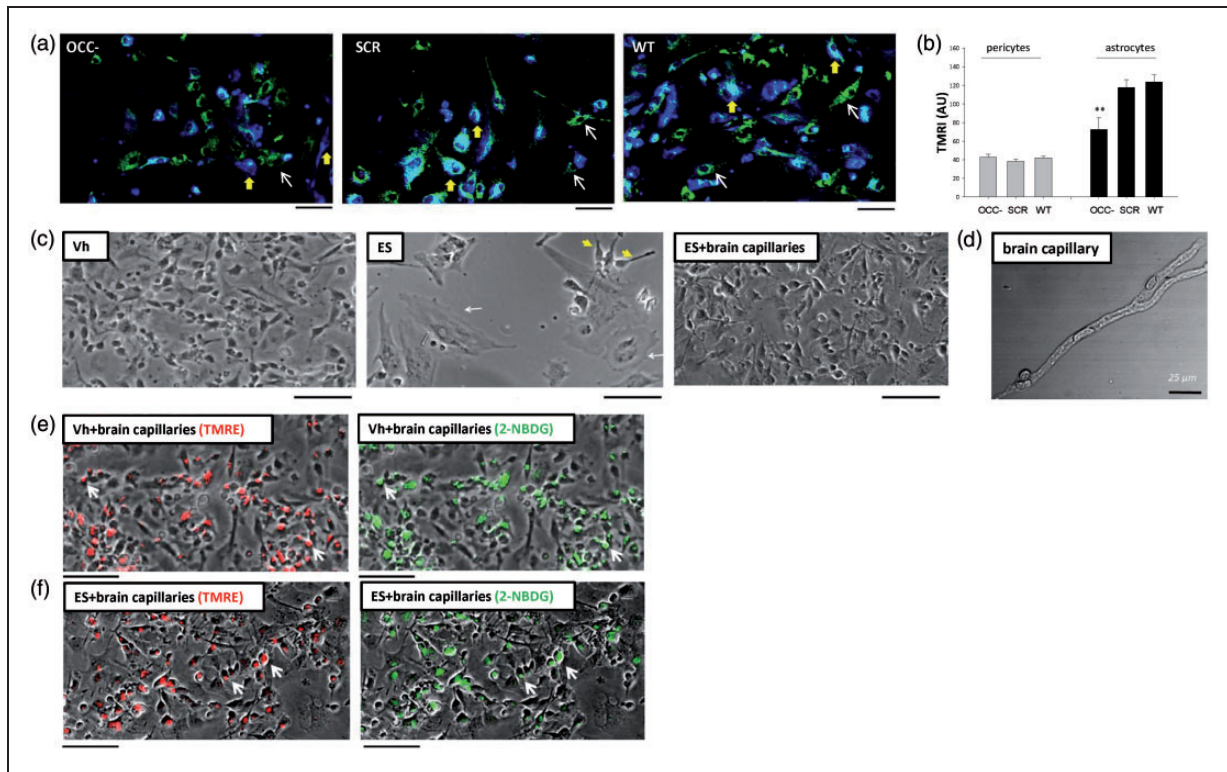 (a)
OCC-
SCR
WT
(b)
pericytes
astrocytes
TMRI (AU)
160
140
120
100
80
60
40
20
0
**
OCC- SCR WT
OCC- SCR WT
(c)
Vh
ES
ES+brain capillaries
(d)
brain capillary
25 µm
(e)
Vh+brain capillaries (TMRE)
Vh+brain capillaries (2-NBDG)
(f)
ES+brain capillaries (TMRE)
ES+brain capillaries (2-NBDG)